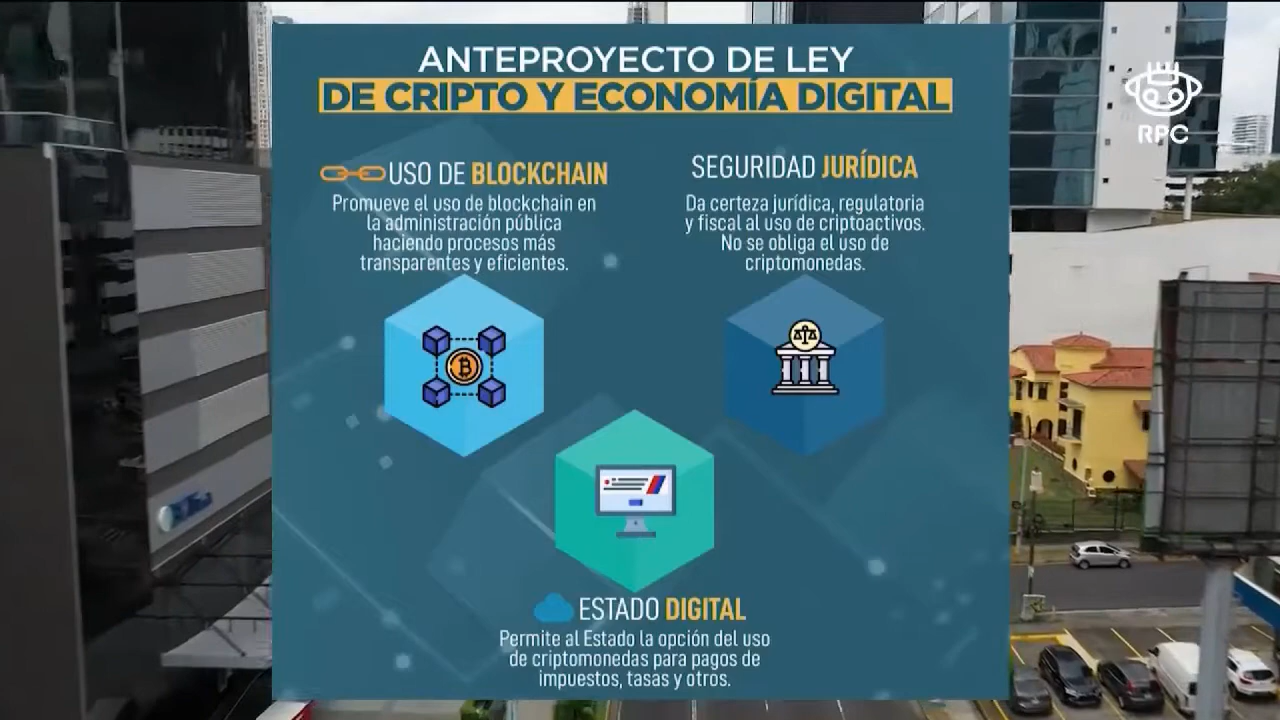 ANTEPROYECTO DE LEY
DE CRIPTO Y ECONOMÍA DIGITAL
RPC
USO DE BLOCKCHAIN
Promueve el uso de blockchain en
la administración pública
haciendo procesos más
transparentes y eficientes.
SEGURIDAD JURÍDICA
Da certeza jurídica, regulatoria
y fiscal al uso de criptoactivos.
No se obliga el uso de
criptomonedas.
ESTADO DIGITAL
Permite al Estado la opción del uso
de criptomonedas para pagos de
impuestos, tasas y otros.